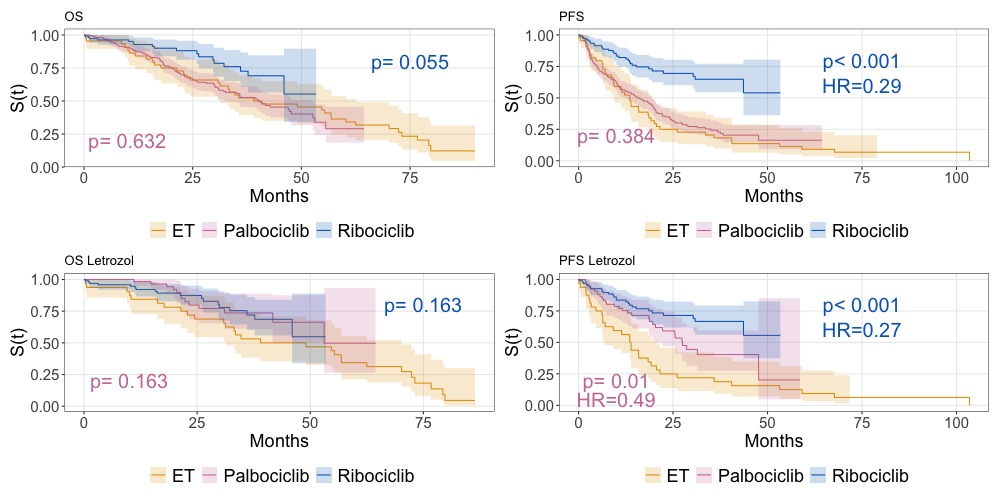 OS
1.00
0.75
0.50
0.25
0.00
S(t)
p= 0.055
p= 0.632
0 25 50 75
Months
ET Palbociclib Ribociclib
PFS
1.00
0.75
0.50
0.25
0.00
S(t)
p< 0.001
HR=0.29
p= 0.384
0 25 50 75 100
Months
ET Palbociclib Ribociclib
OS Letrozol
1.00
0.75
0.50
0.25
0.00
S(t)
p= 0.163
p= 0.163
0 25 50 75
Months
ET Palbociclib Ribociclib
PFS Letrozol
1.00
0.75
0.50
0.25
0.00
S(t)
p< 0.001
HR=0.27
p= 0.01
HR=0.49
0 25 50 75 100
Months
ET Palbociclib Ribociclib